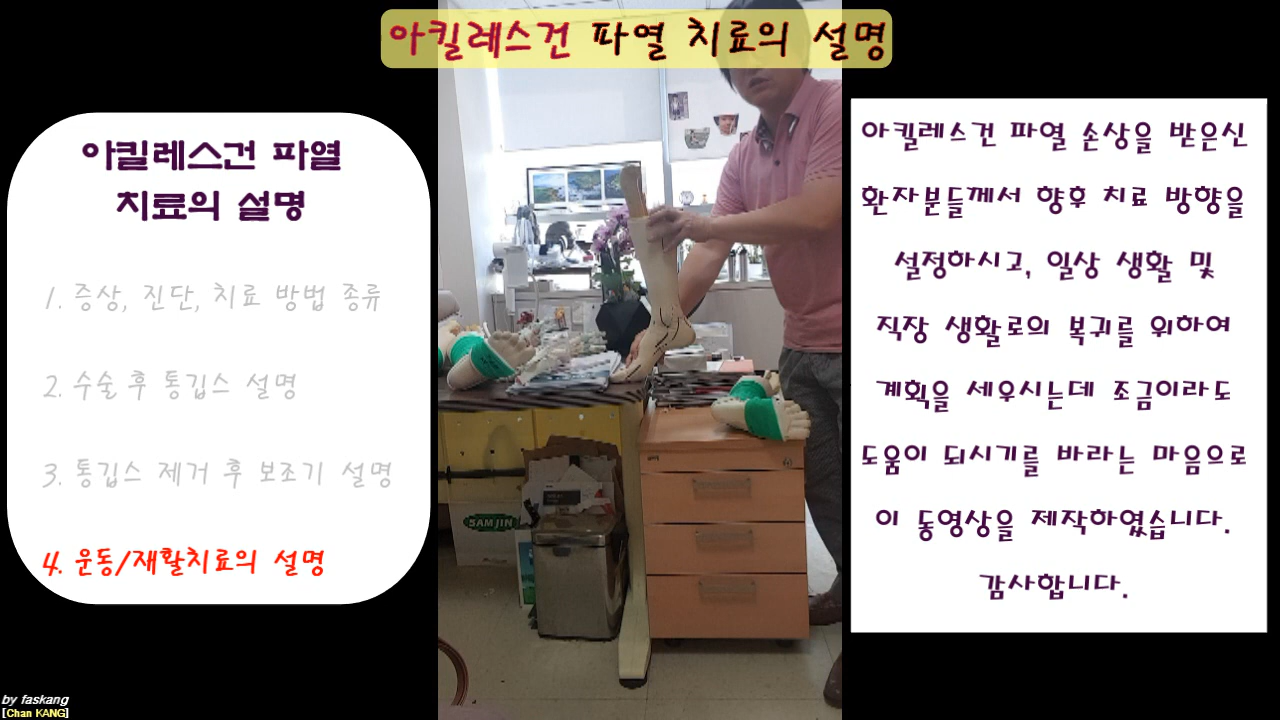 아킬레스건 파열 치료의 설명
아킬레스건 파열
치료의 설명
1. 증상, 진단, 치료 방법 종류
2. 수술 후 통깁스 설명
3. 통깁스 제거 후 보조기 설명
4. 운동/재활치료의 설명
아킬레스건 파열 손상을 받은신
환자분들께서 향후 치료 방향을
설정하시고, 일상 생활 및
직장 생활로의 복귀를 위하여
계획을 세우시는데 조금이라도
도움이 되시기를 바라는 마음으로
이 동영상을 제작하였습니다.
감사합니다.
SAMJIN
by faskang
[Chan KANG]